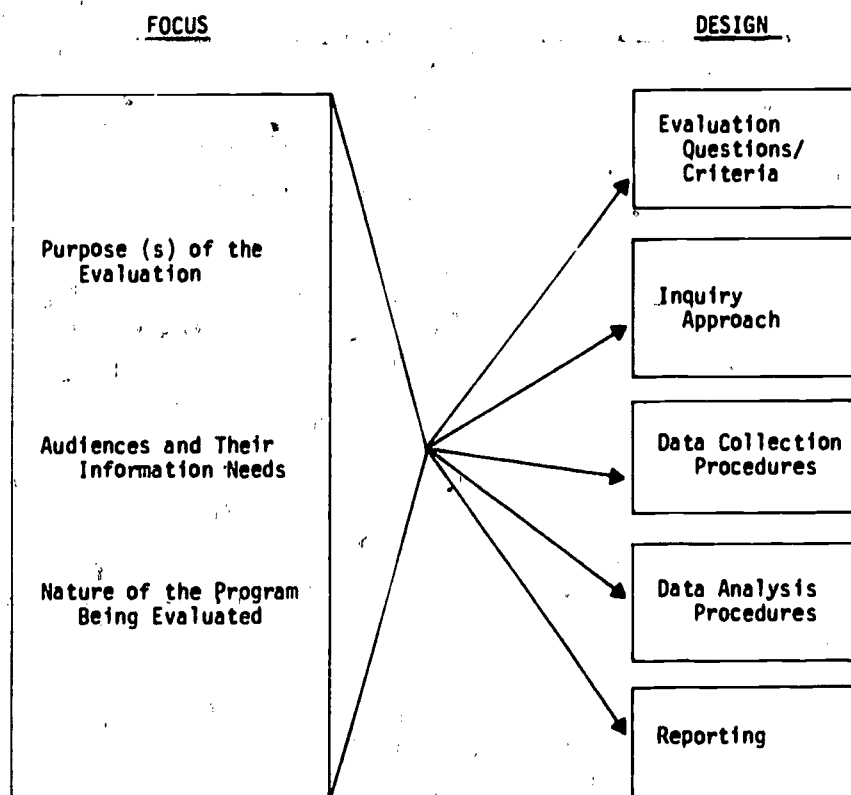 FOCUS
DESIGN
Purpose (s) of the
Evaluation
Audiences and Their
Information Needs
Nature of the Program
Being Evaluated
Evaluation
Questions/
Criteria
Inquiry
Approach
Data Collection
Procedures
Data Analysis
Procedures
Reporting